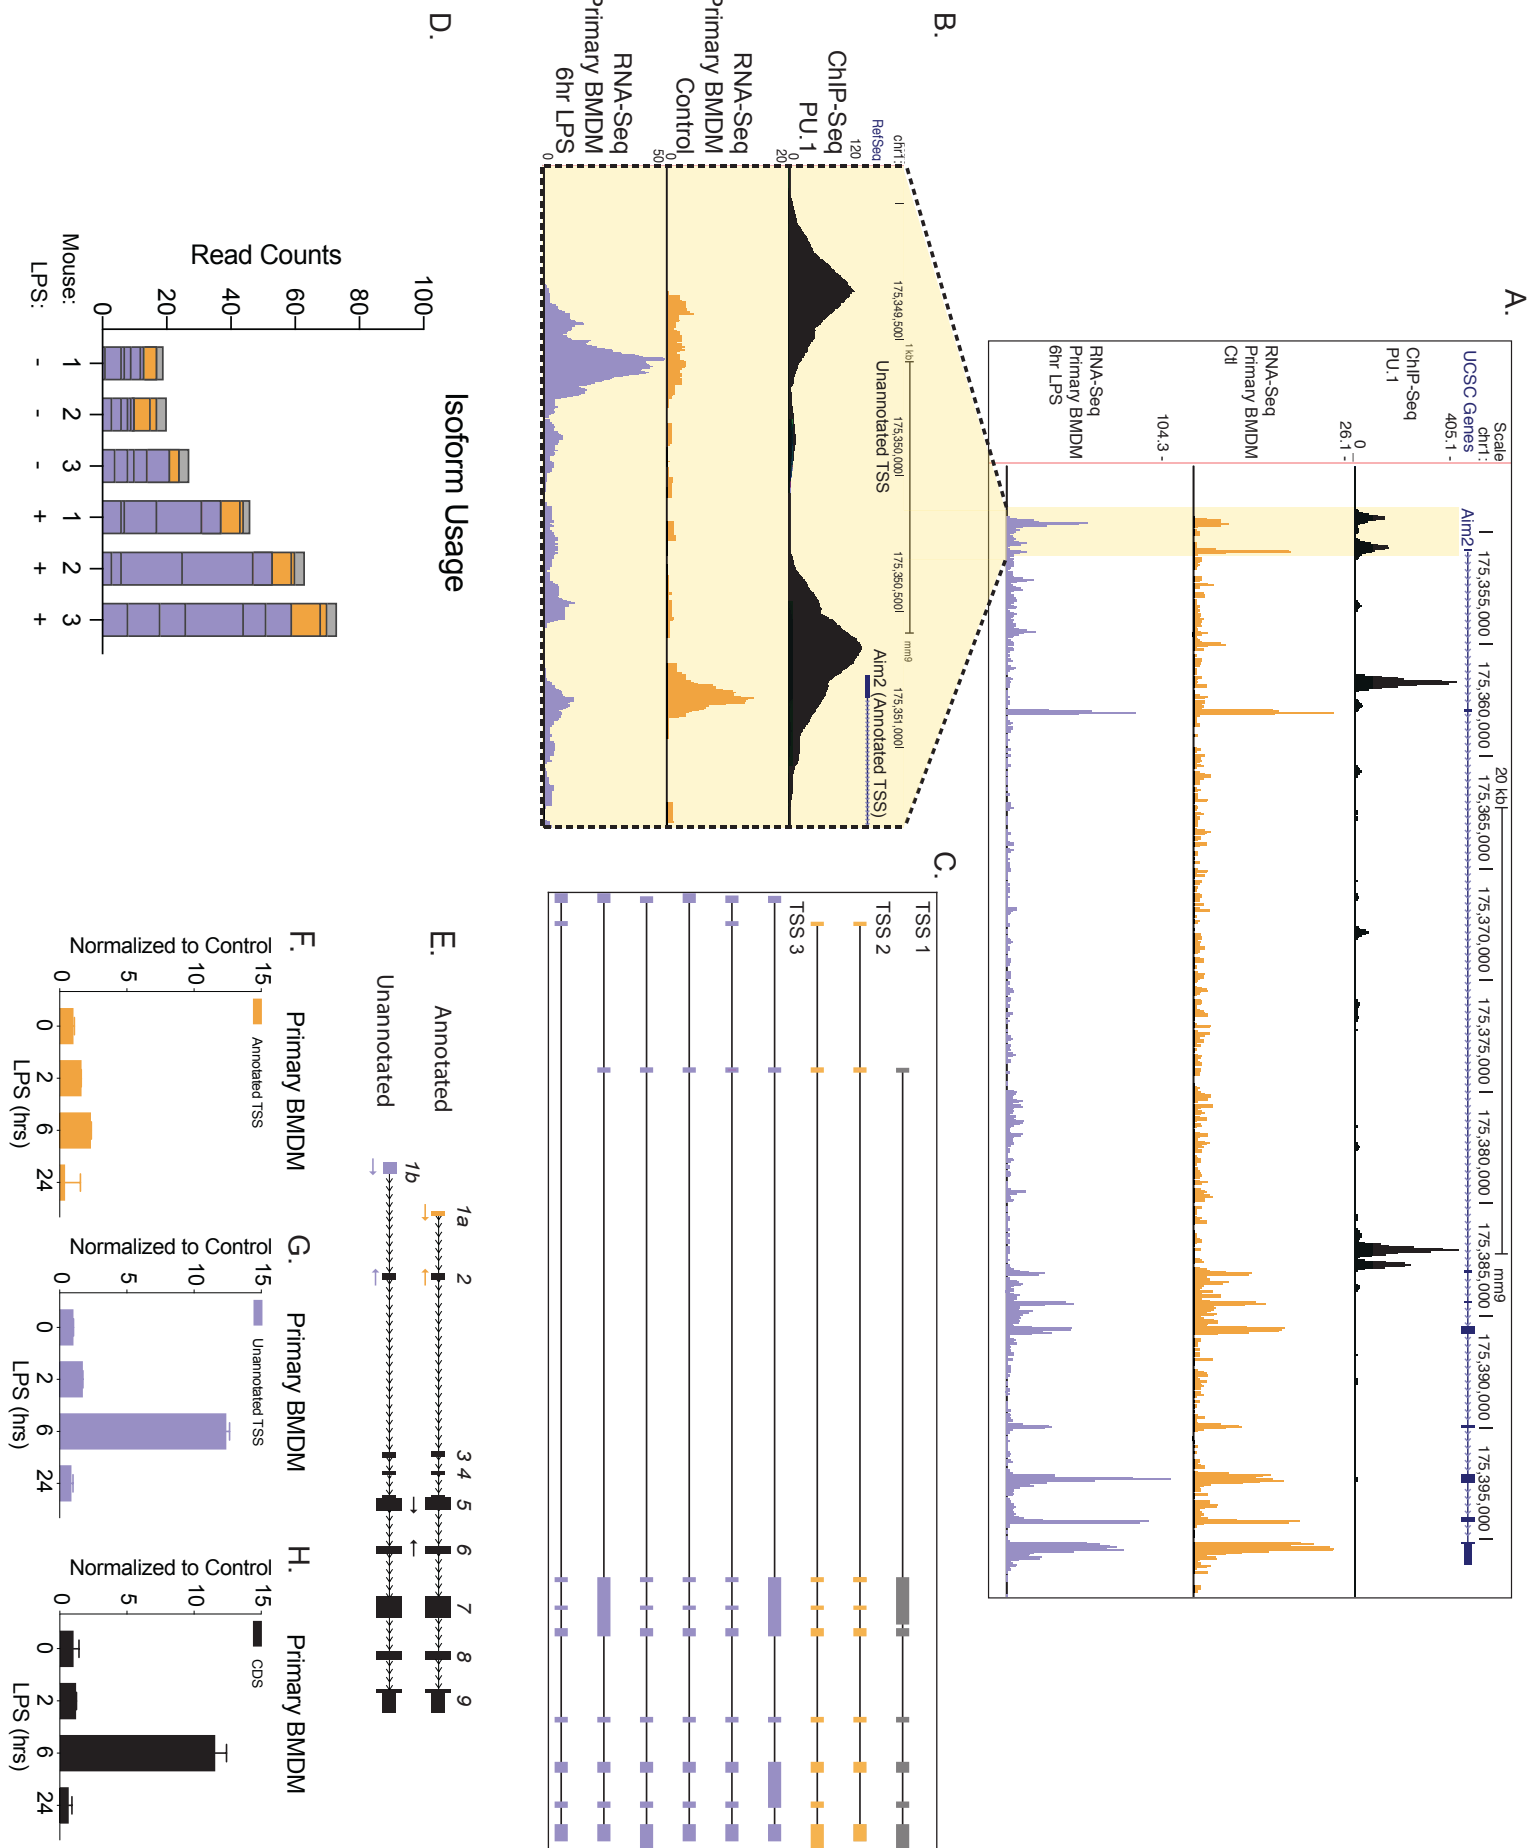 A.
Scale
20 kb
mm9
chr1:
175,355,000
175,360,000
175,365,000
175,370,000
175,375,000
175,380,000
175,385,000
175,390,000
175,395,000
UCSC Genes
Aim2
405.1 -
ChIP-Seq
PU.1
0
26.1 -
RNA-Seq
Primary BMDM
Ctl
104.3 -
RNA-Seq
Primary BMDM
6hr LPS
B.
1 kb
mm9
chr1:
175,349,500
175,350,000
175,350,500
175,351,000
RefSeq
Unannotated TSS
Aim2 (Annotated TSS)
120
ChIP-Seq
PU.1
0
20
RNA-Seq
Primary BMDM
Control
0
50
RNA-Seq
Primary BMDM
6hr LPS
0
C.
TSS 1
TSS 2
TSS 3
D.
Isoform Usage
Read Counts
100
80
60
40
20
0
Mouse: 1 2 3 1 2 3
LPS: - - - + + +
E.
1a 2 3 4 5 6 7 8 9
Annotated
1b
Unannotated
F.
Primary BMDM
Annotated TSS
Normalized to Control
15
10
5
0
0 2 6 24
LPS (hrs)
G.
Primary BMDM
Unannotated TSS
Normalized to Control
15
10
5
0
0 2 6 24
LPS (hrs)
H.
Primary BMDM
CDS
Normalized to Control
15
10
5
0
0 2 6 24
LPS (hrs)